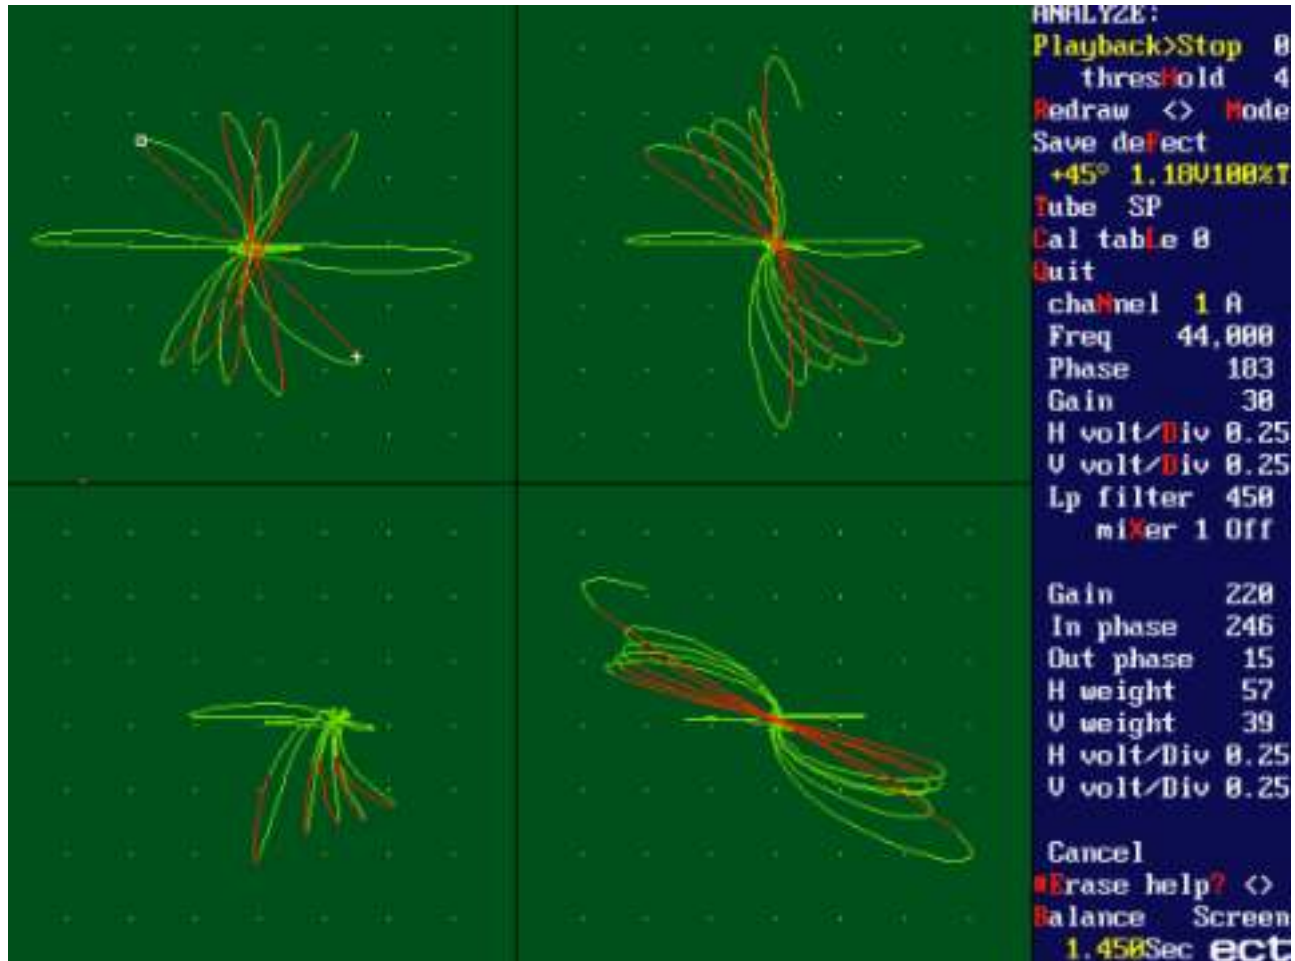 ANALYZE:
Playback>Stop 0
thresHold 4
Redraw <> Mode
Save deFect
+45° 1.18V100%T
Tube SP
Cal tabLe 0
Quit
chaNnel 1 A
Freq 44,000
Phase 183
Gain 30
H volt/Div 0.25
V volt/Div 0.25
Lp filter 450
miXer 1 Off
Gain 220
In phase 246
Out phase 15
H weight 57
V weight 39
H volt/Div 0.25
V volt/Div 0.25
Cancel
#Erase help? <>
Balance Screen
1.450Sec ect